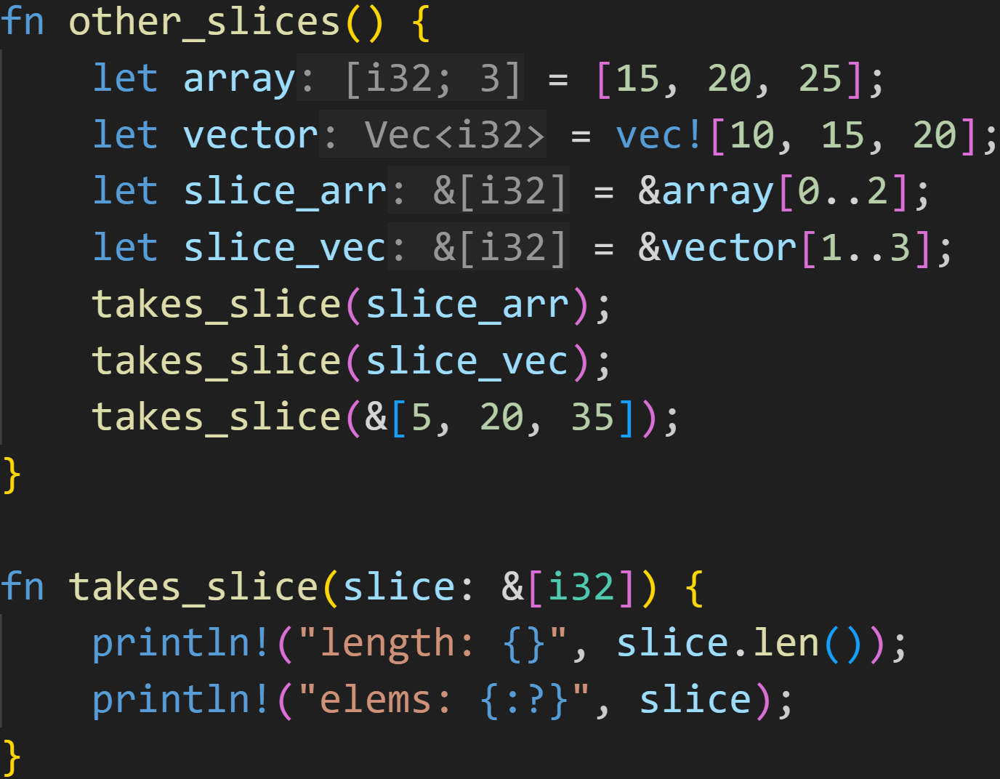 fn other_slices() {
    let array: [i32; 3] = [15, 20, 25];
    let vector: Vec<i32> = vec![10, 15, 20];
    let slice_arr: &[i32] = &array[0..2];
    let slice_vec: &[i32] = &vector[1..3];
    takes_slice(slice_arr);
    takes_slice(slice_vec);
    takes_slice(&[5, 20, 35]);
}

fn takes_slice(slice: &[i32]) {
    println!("length: {}", slice.len());
    println!("elems: {:?}", slice);
}